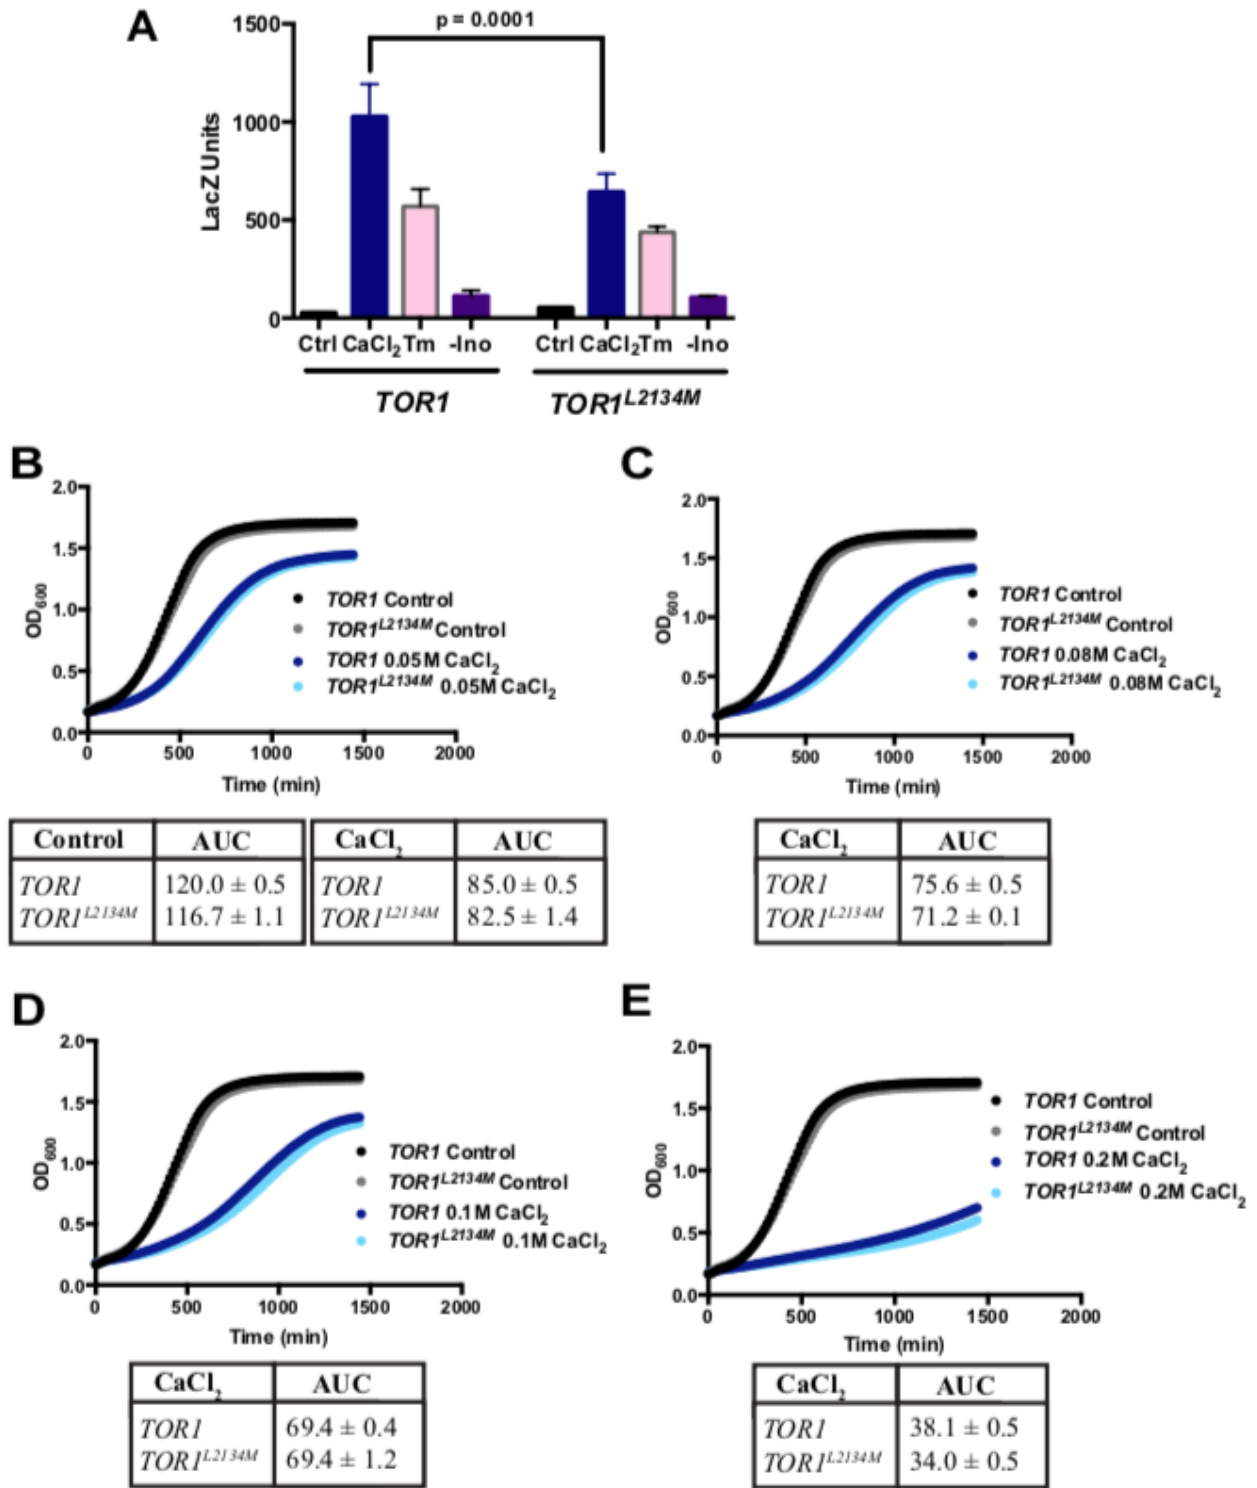 A
p = 0.0001
LacZ Units
1500
1000
500
0
Ctrl CaCl2 Tm -Ino Ctrl CaCl2 Tm -Ino
TOR1 TOR1L2134M
B
OD600
2.0
1.5
1.0
0.5
0.0
0 500 1000 1500 2000
Time (min)
TOR1 Control
TOR1L2134M Control
TOR1 0.05M CaCl2
TOR1L2134M 0.05M CaCl2
Control AUC
TOR1 120.0 ± 0.5
TOR1L2134M 116.7 ± 1.1
CaCl2 AUC
TOR1 85.0 ± 0.5
TOR1L2134M 82.5 ± 1.4
C
OD600
2.0
1.5
1.0
0.5
0.0
0 500 1000 1500 2000
Time (min)
TOR1 Control
TOR1L2134M Control
TOR1 0.08M CaCl2
TOR1L2134M 0.08M CaCl2
CaCl2 AUC
TOR1 75.6 ± 0.5
TOR1L2134M 71.2 ± 0.1
D
OD600
2.0
1.5
1.0
0.5
0.0
0 500 1000 1500 2000
Time (min)
TOR1 Control
TOR1L2134M Control
TOR1 0.1M CaCl2
TOR1L2134M 0.1M CaCl2
CaCl2 AUC
TOR1 69.4 ± 0.4
TOR1L2134M 69.4 ± 1.2
E
OD600
2.0
1.5
1.0
0.5
0.0
0 500 1000 1500 2000
Time (min)
TOR1 Control
TOR1L2134M Control
TOR1 0.2M CaCl2
TOR1L2134M 0.2M CaCl2
CaCl2 AUC
TOR1 38.1 ± 0.5
TOR1L2134M 34.0 ± 0.5